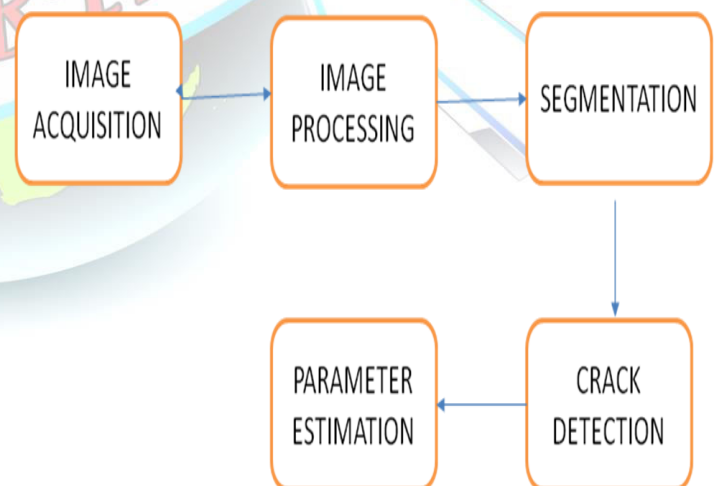 IMAGE
ACQUISITION
IMAGE
PROCESSING
SEGMENTATION
CRACK
DETECTION
PARAMETER
ESTIMATION